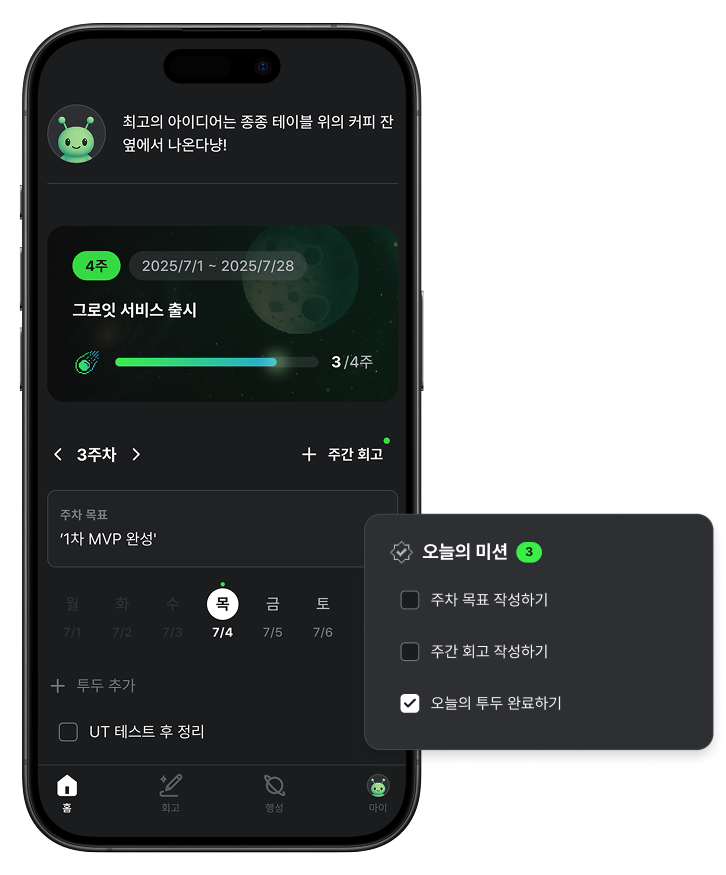 최고의 아이디어는 종종 테이블 위의 커피 잔
옆에서 나온다냥!
4주
2025/7/1 ~ 2025/7/28
그로잇 서비스 출시
3 /4주
3주차
주간 회고
주차 목표
‘1차 MVP 완성'
월 화 수 목 금 토
7/1 7/2 7/3 7/4 7/5 7/6
투두 추가
UT 테스트 후 정리
홈 회고 행성 마이
오늘의 미션 3
주차 목표 작성하기
주간 회고 작성하기
오늘의 투두 완료하기